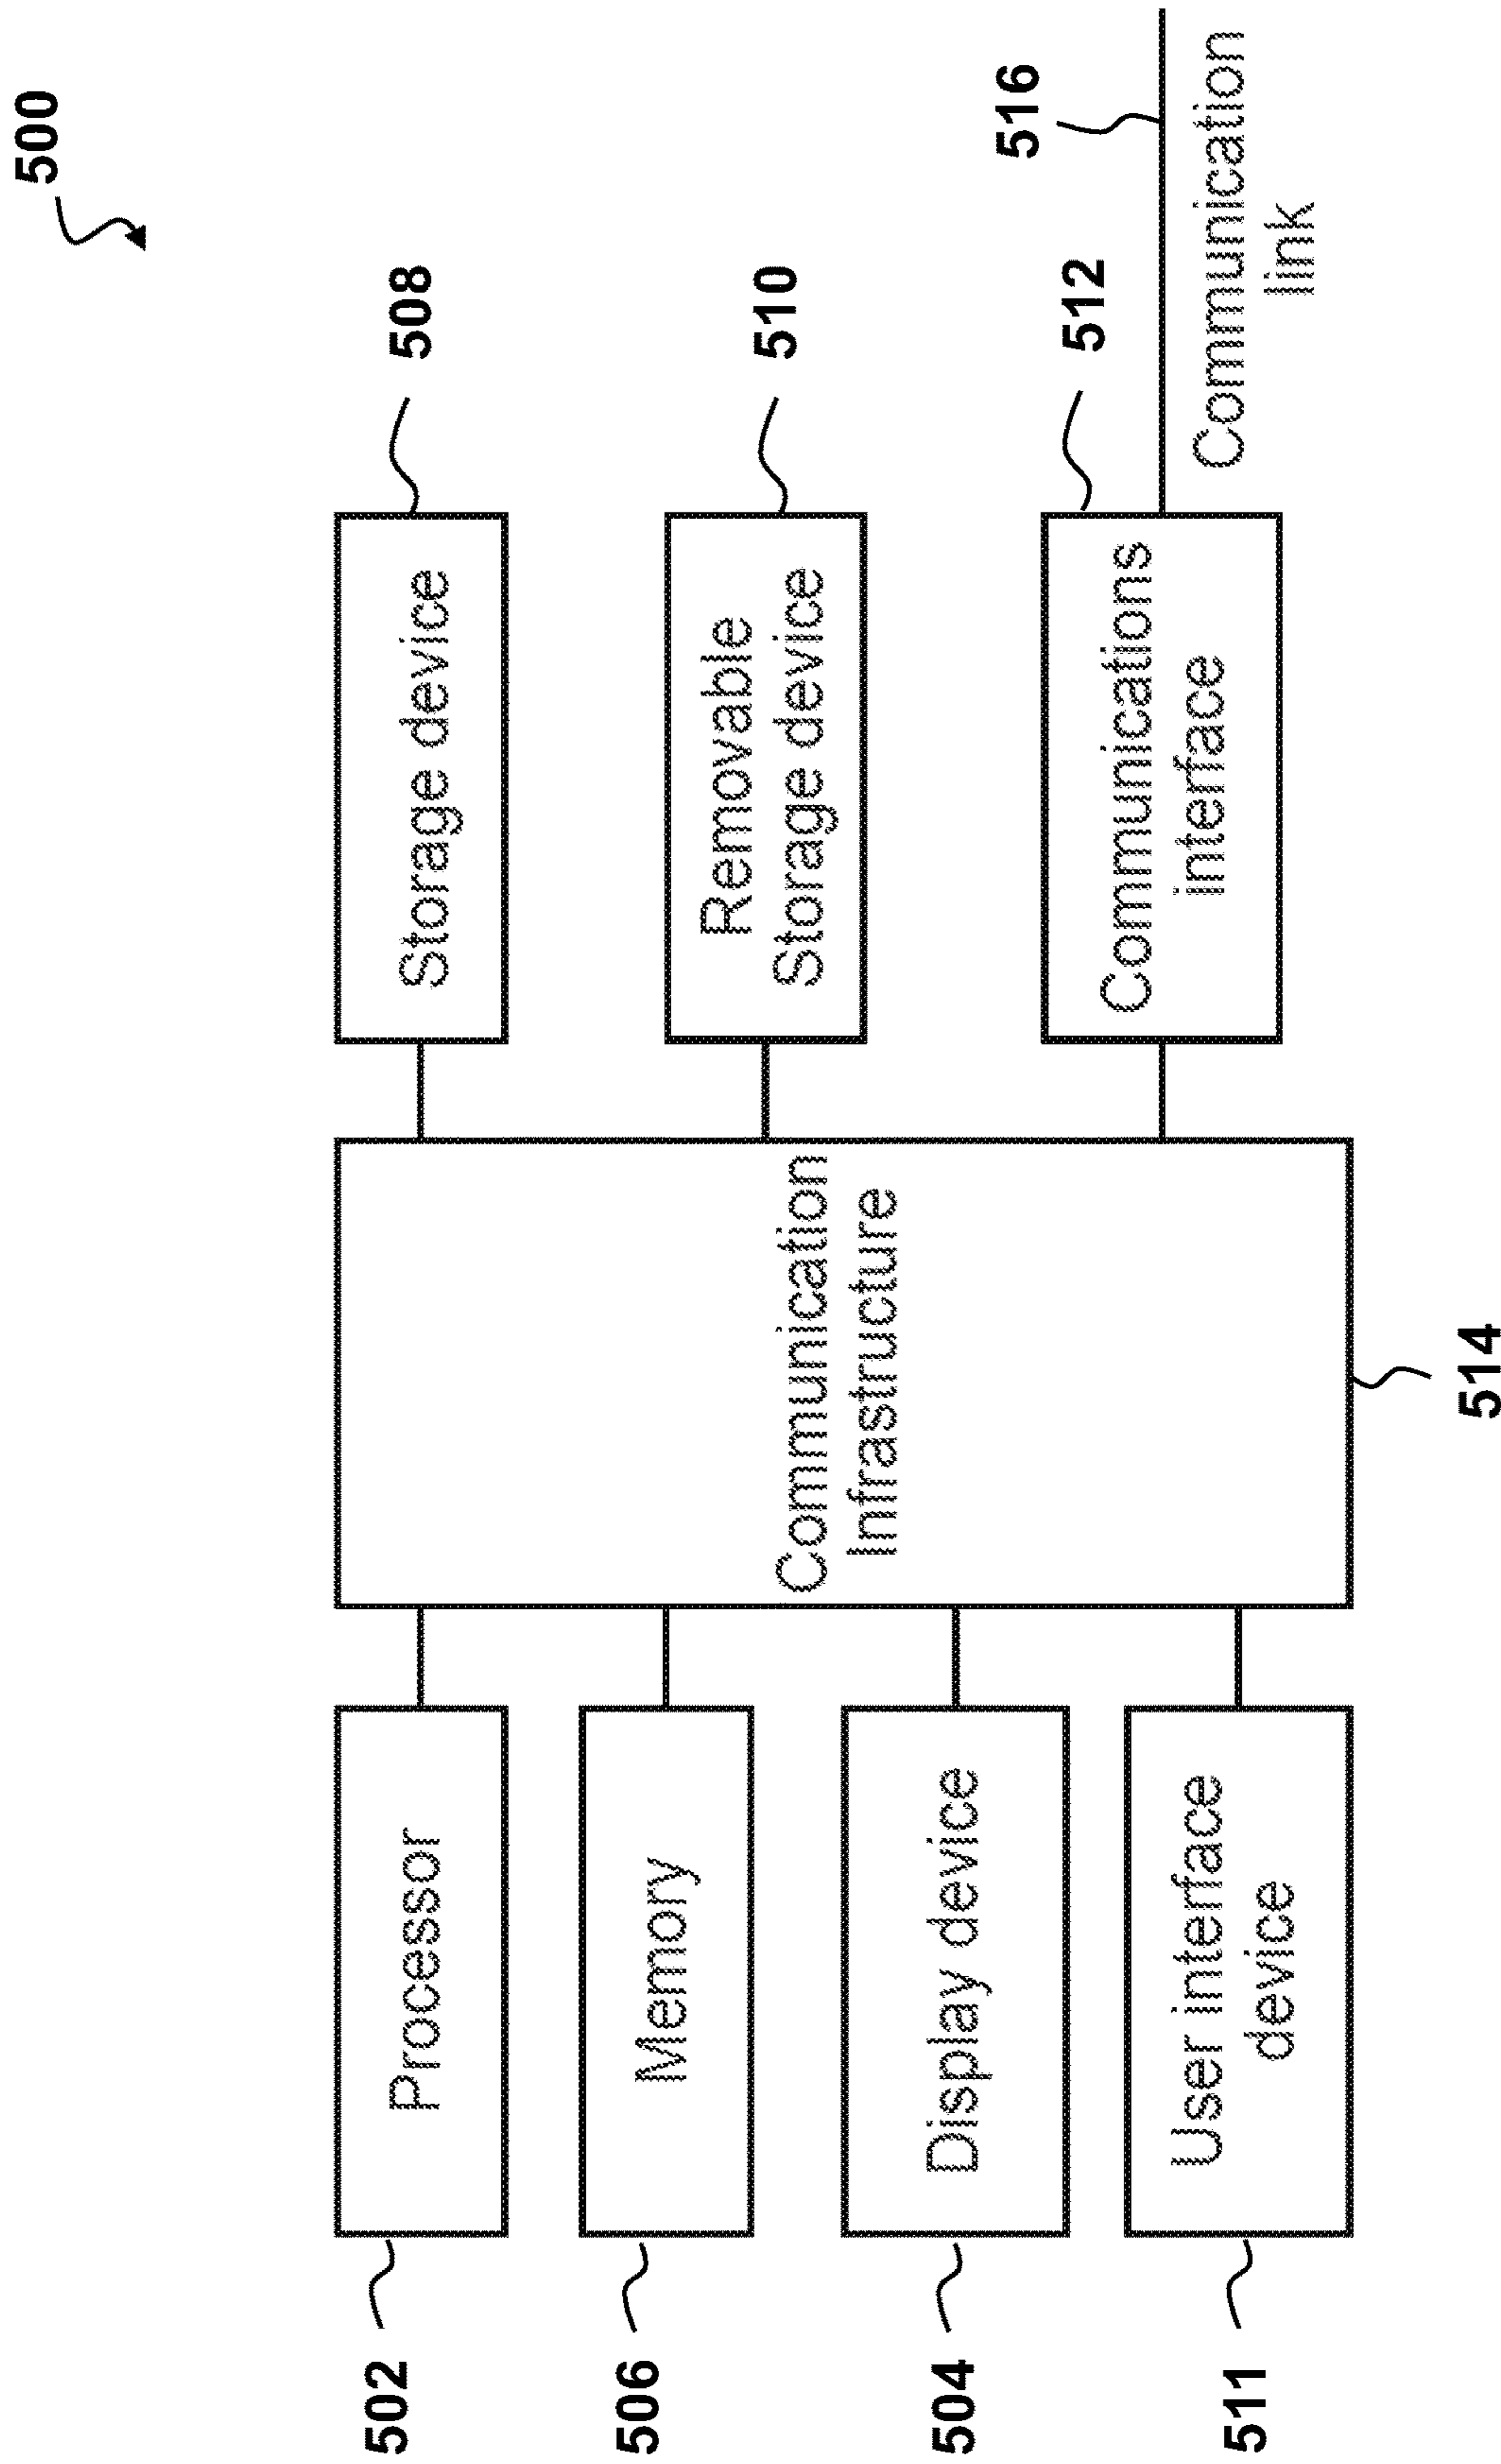 500
502
Processor
506
Memory
504
Display device
511
User interface
device
Communication
Infrastructure
514
Storage device
508
Removable
Storage device
510
Communications
interface
512
516
Communication
link